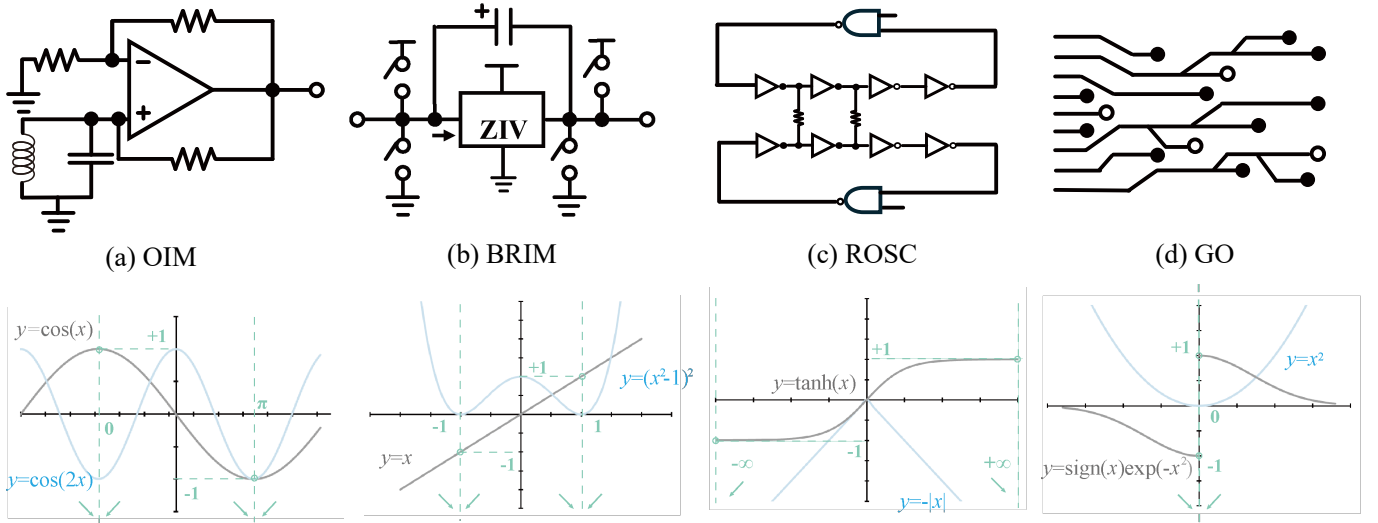 −
+
+
ZIV
(a) OIM
(b) BRIM
(c) ROSC
(d) GO
y=cos(x)
+1
π
0
-1
y=cos(2x)
+1
y=(x²-1)²
-1
1
y=x
-1
+1
y=tanh(x)
-1
-∞
+∞
y=-|x|
+1
y=x²
0
y=sign(x)exp(-x²)
-1